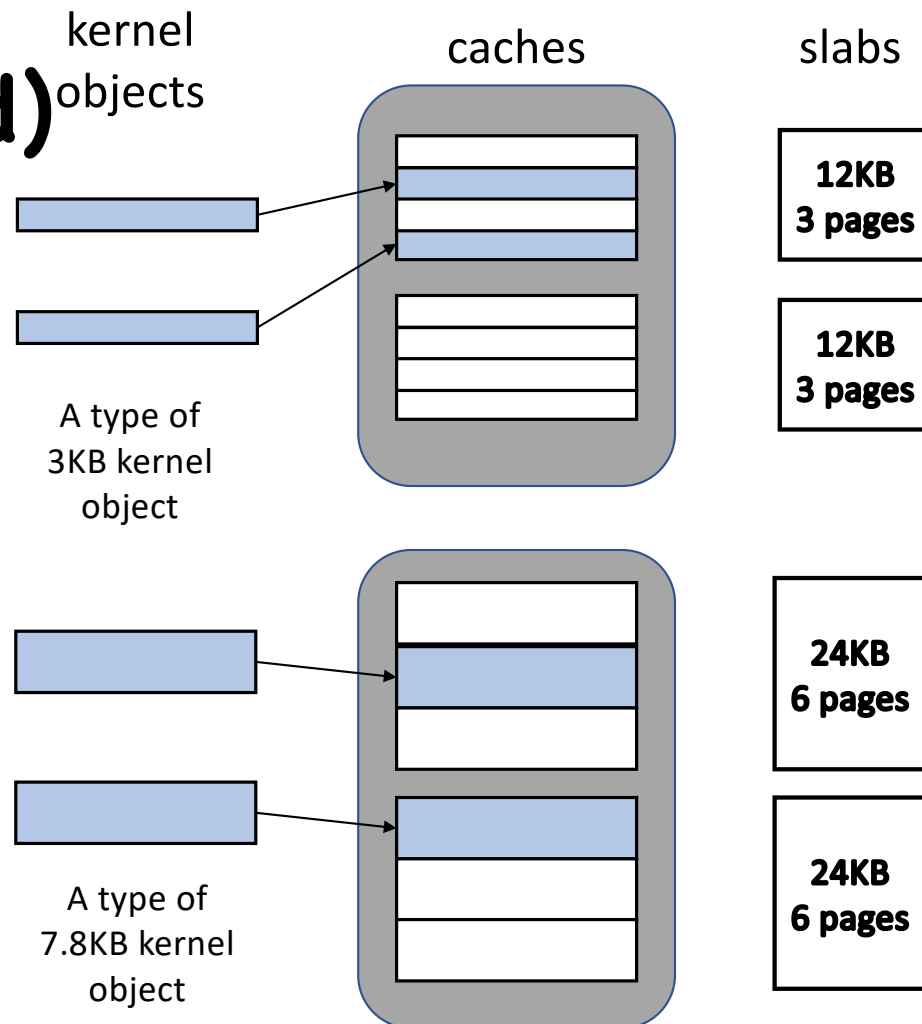 kernel
objects
caches
slabs
d)
12KB
3 pages
12KB
3 pages
A type of
3KB kernel
object
24KB
6 pages
24KB
6 pages
A type of
7.8KB kernel
object